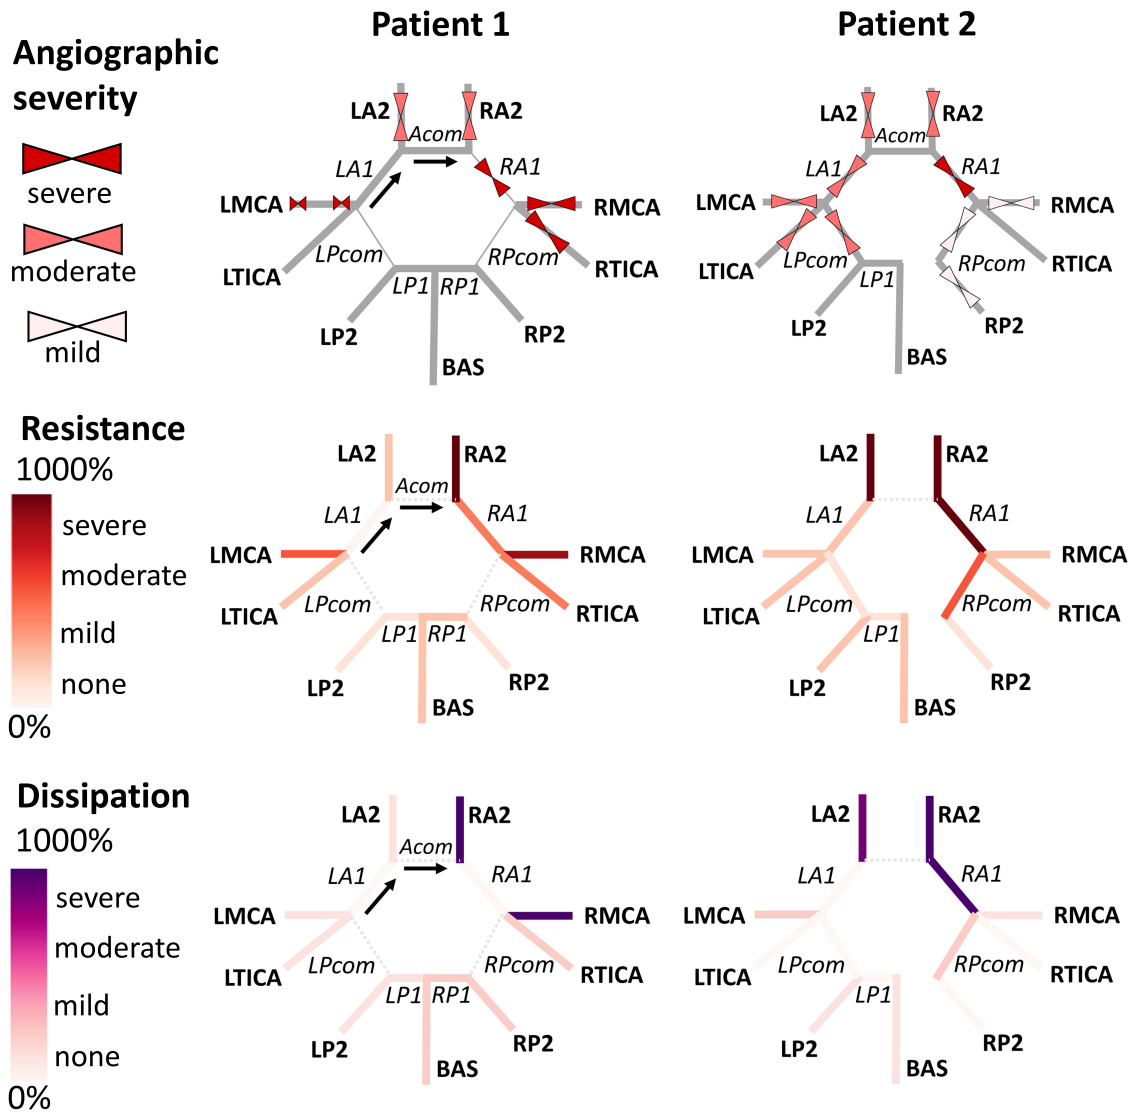 Patient 1
Patient 2
Angiographic
severity
severe
moderate
mild
LA2
RA2
Acom
LA1
RA1
LMCA
RMCA
LPcom
RPcom
LTICA
RTICA
LP1
RP1
LP2
RP2
BAS
LA2
RA2
Acom
LA1
RA1
LMCA
RMCA
LPcom
RPcom
LTICA
RTICA
LP1
LP2
RP2
BAS
Resistance
1000%
severe
moderate
mild
none
0%
LA2
RA2
Acom
LA1
RA1
LMCA
RMCA
LPcom
RPcom
LTICA
RTICA
LP1
RP1
LP2
RP2
BAS
LA2
RA2
LA1
RA1
LMCA
RMCA
LPcom
RPcom
LTICA
RTICA
LP1
LP2
RP2
BAS
Dissipation
1000%
severe
moderate
mild
none
0%
LA2
RA2
Acom
LA1
RA1
LMCA
RMCA
LPcom
RPcom
LTICA
RTICA
LP1
RP1
LP2
RP2
BAS
LA2
RA2
LA1
RA1
LMCA
RMCA
LPcom
RPcom
LTICA
RTICA
LP1
LP2
RP2
BAS